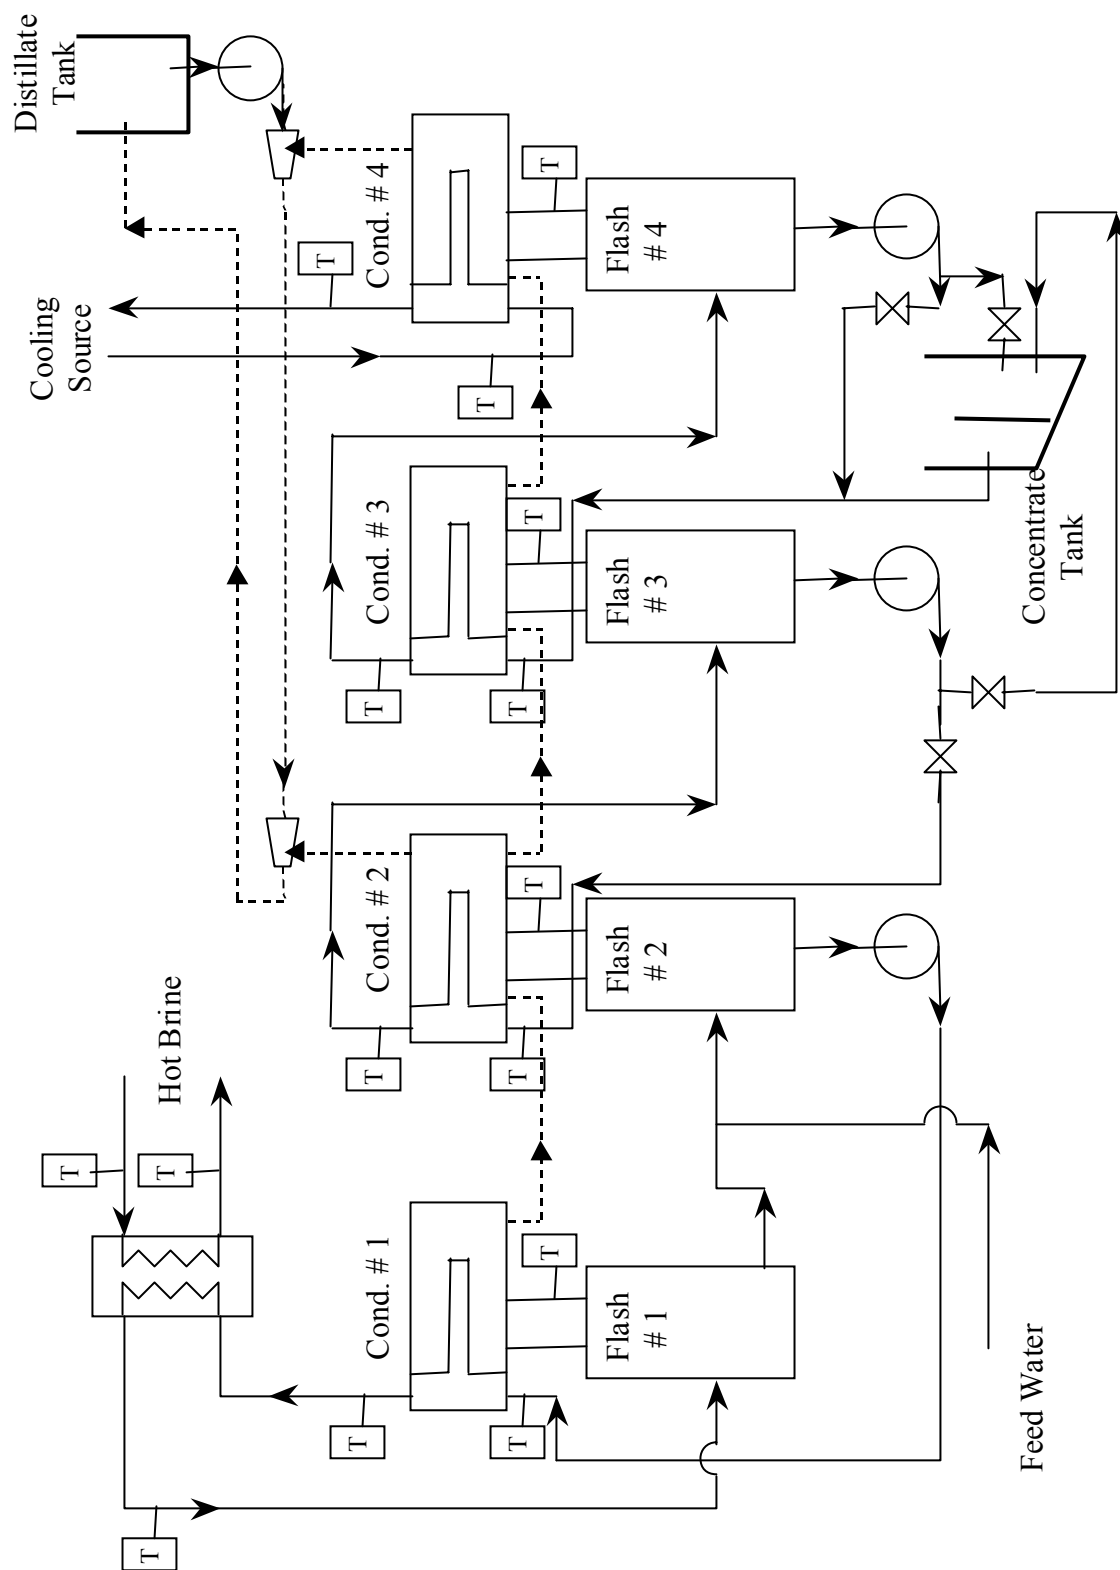 Distillate
Tank
Cooling
Source
T
T
Hot Brine
T
T
Cond. # 1
Cond. # 2
Cond. # 3
Cond. # 4
T
T
T
T
T
T
T
T
T
T
T
Flash
# 1
Flash
# 2
Flash
# 3
Flash
# 4
Feed Water
Concentrate
Tank